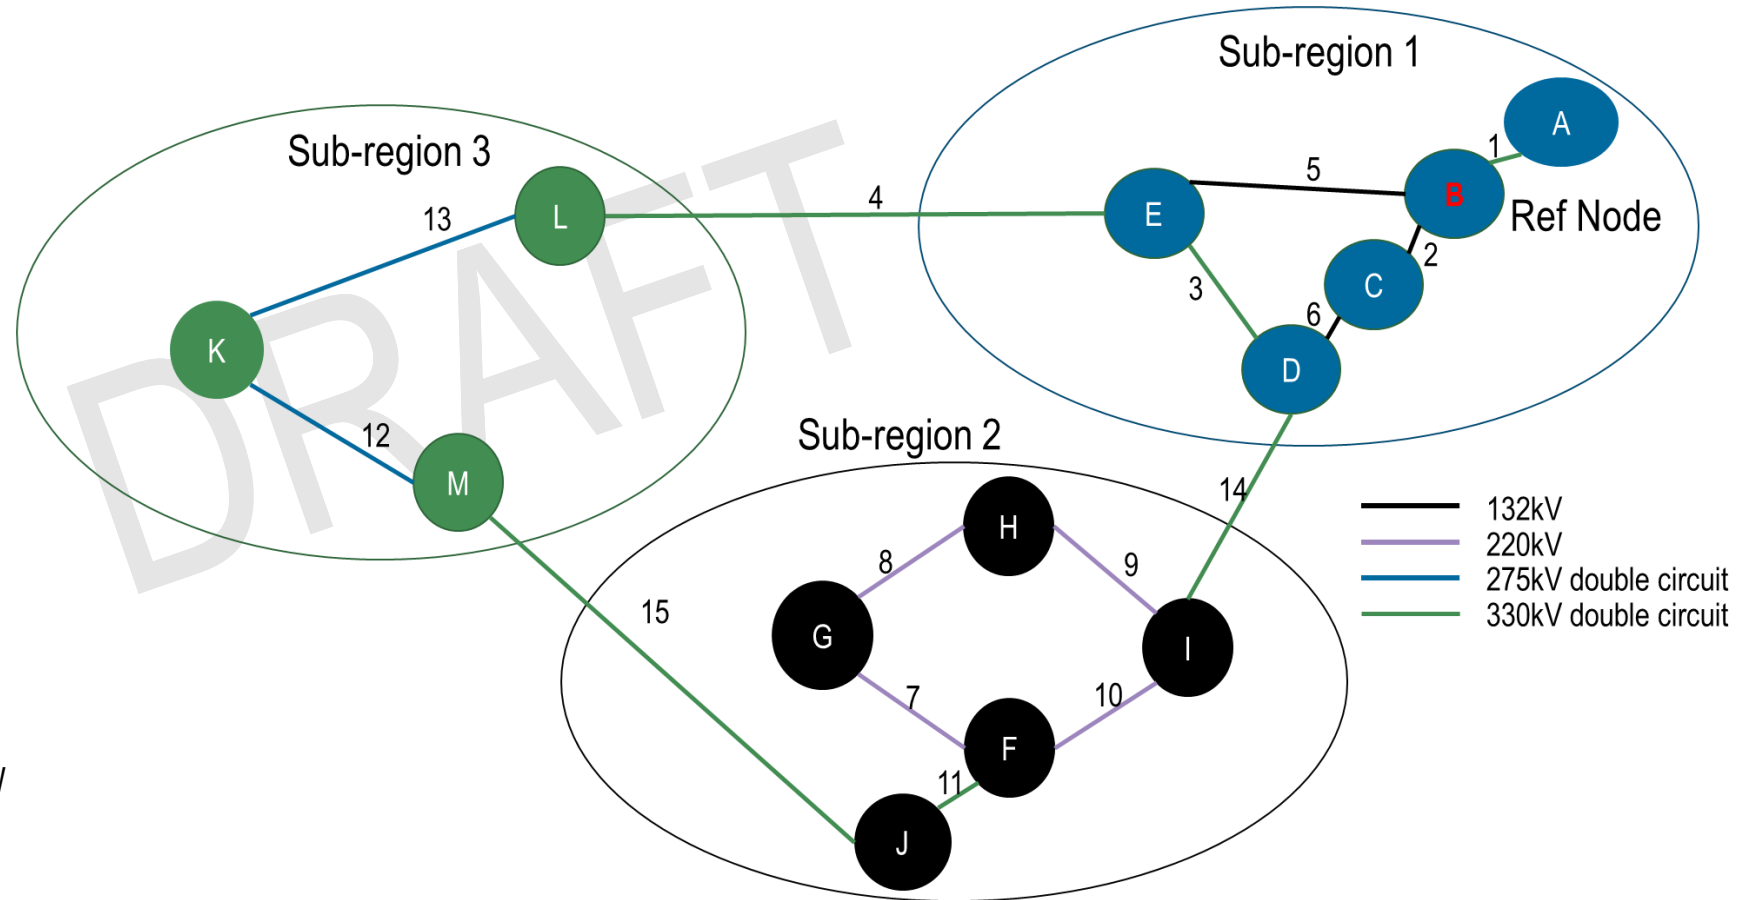 Sub-region 1
A
1
5
B
Ref Node
E
2
C
3
6
D
Sub-region 3
13
L
4
K
12
M
DRAFT
Sub-region 2
14
H
8
9
15
G
I
7
10
F
11
J
132kV
220kV
275kV double circuit
330kV double circuit